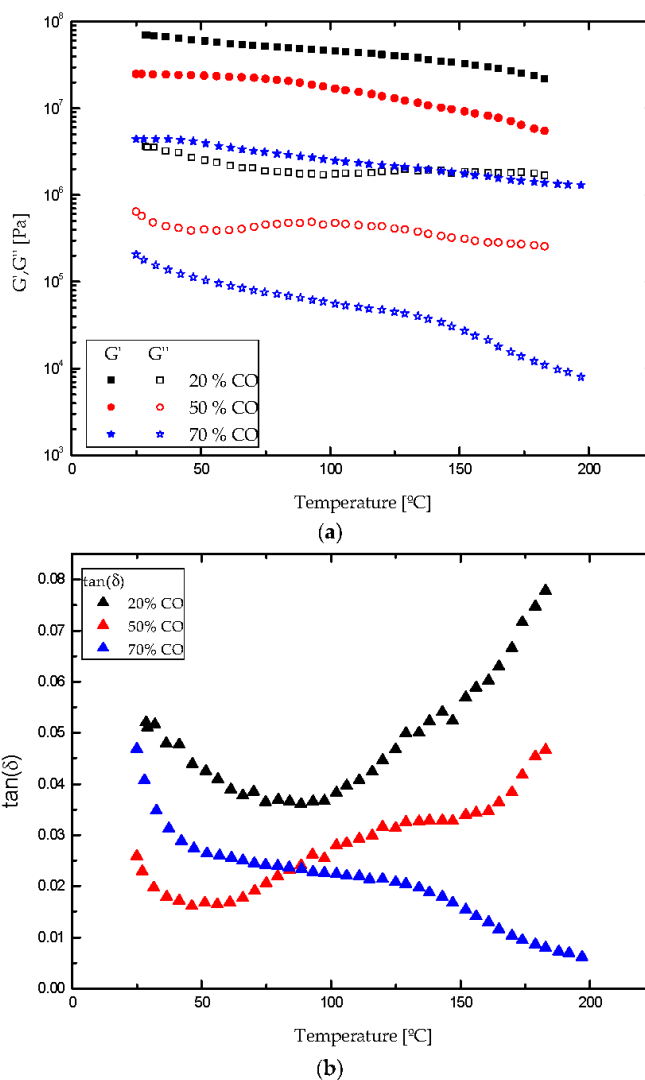 10⁸
10⁷
10⁶
10⁵
10⁴
10³
G',G'' [Pa]
G' G''
20 % CO
50 % CO
70 % CO
0 50 100 150 200
Temperature [ºC]
(a)
0.08
0.07
0.06
0.05
0.04
0.03
0.02
0.01
0.00
tan(δ)
tan(δ)
20% CO
50% CO
70% CO
0 50 100 150 200
Temperature [ºC]
(b)